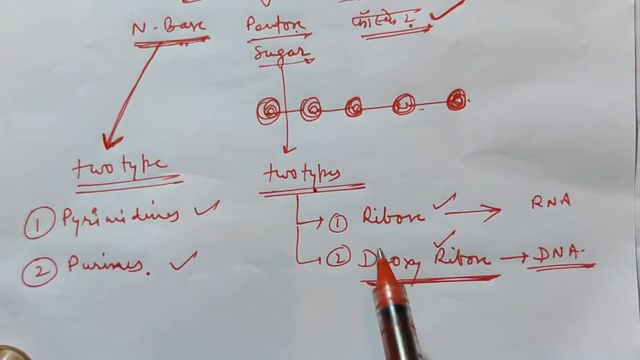 N-Base Pentose
Sugar
two type
① Pyrimidines
② Purines.
two types
① Ribose → RNA
② Deoxy Ribose → DNA.